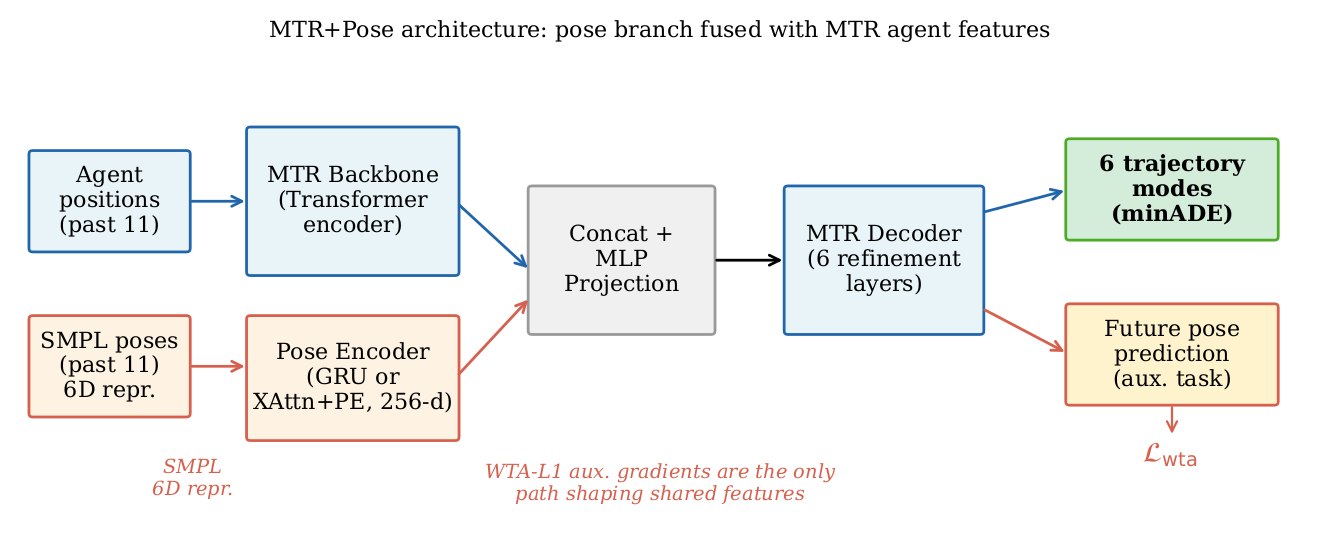 MTR+Pose architecture: pose branch fused with MTR agent features
Agent
positions
(past 11)
MTR Backbone
(Transformer
encoder)
SMPL poses
(past 11)
6D repr.
Pose Encoder
(GRU or
XAttn+PE, 256-d)
Concat +
MLP
Projection
MTR Decoder
(6 refinement
layers)
6 trajectory
modes
(minADE)
Future pose
prediction
(aux. task)
ℒwta
SMPL
6D repr.
WTA-L1 aux. gradients are the only
path shaping shared features